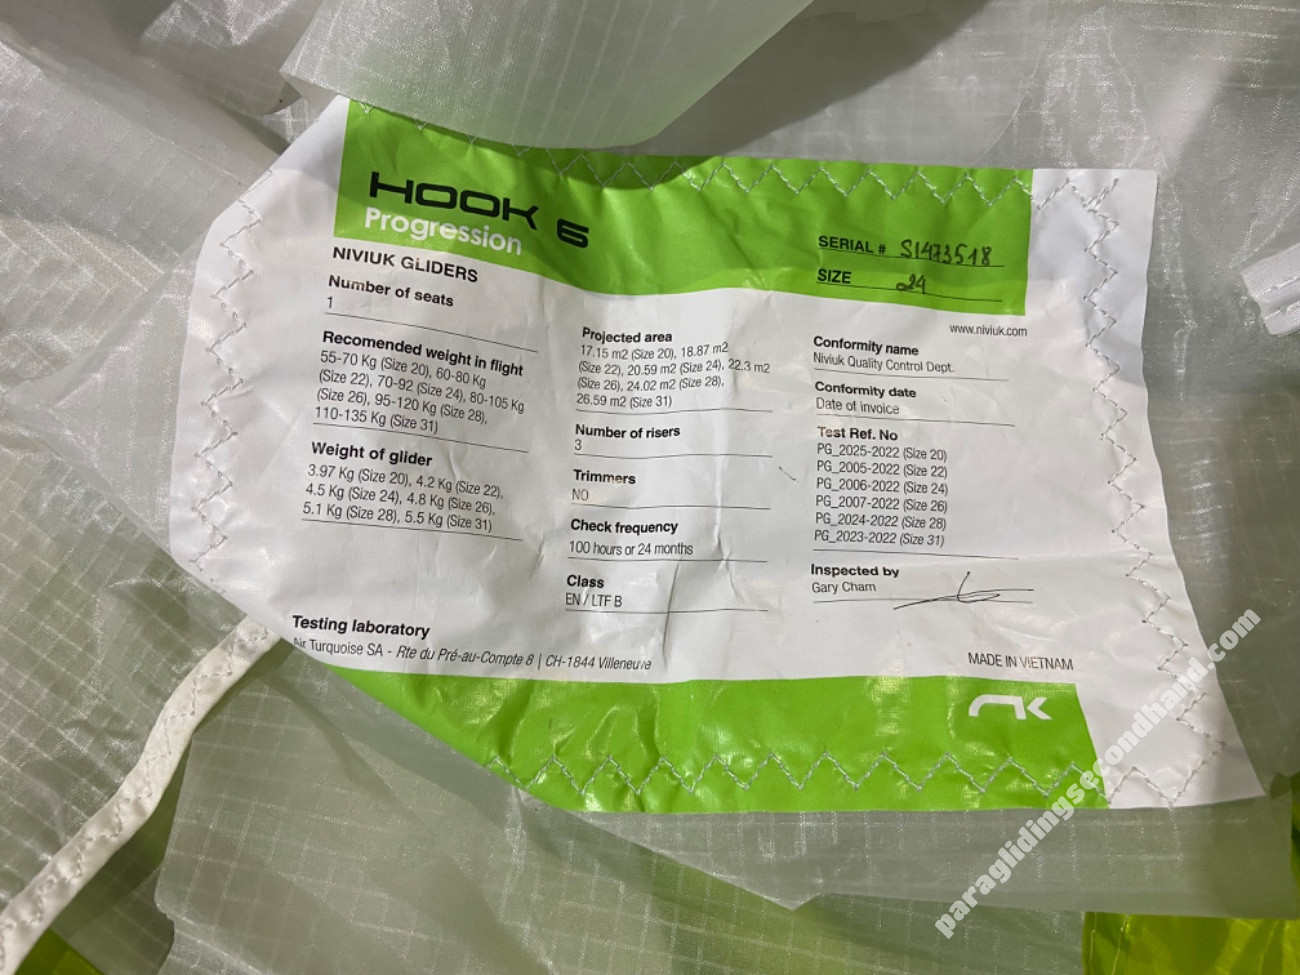 HOOK 6
Progression
SERIAL # S1473518
SIZE 24
NIVIUK GLIDERS
Number of seats
1
Recomended weight in flight
55-70 Kg (Size 20), 60-80 Kg
(Size 22), 70-92 (Size 24), 80-105 Kg
(Size 26), 95-120 Kg (Size 28),
110-135 Kg (Size 31)
Weight of glider
3.97 Kg (Size 20), 4.2 Kg (Size 22),
4.5 Kg (Size 24), 4.8 Kg (Size 26),
5.1 Kg (Size 28), 5.5 Kg (Size 31)
Projected area
17.15 m2 (Size 20), 18.87 m2
(Size 22), 20.59 m2 (Size 24), 22.3 m2
(Size 26), 24.02 m2 (Size 28),
26.59 m2 (Size 31)
Number of risers
3
Trimmers
NO
Check frequency
100 hours or 24 months
Class
EN / LTF B
www.niviuk.com
Conformity name
Niviuk Quality Control Dept.
Conformity date
Date of invoice
Test Ref. No
PG_2025-2022 (Size 20)
PG_2005-2022 (Size 22)
PG_2006-2022 (Size 24)
PG_2007-2022 (Size 26)
PG_2024-2022 (Size 28)
PG_2023-2022 (Size 31)
Inspected by
Gary Cham
Testing laboratory
Air Turquoise SA - Rte du Pré-au-Compte 8 | CH-1844 Villeneuve
MADE IN VIETNAM
paraglidingsecondhand.com